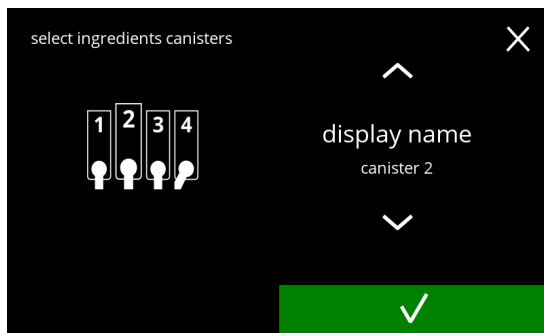 select ingredients canisters
1 2 3 4
display name
canister 2